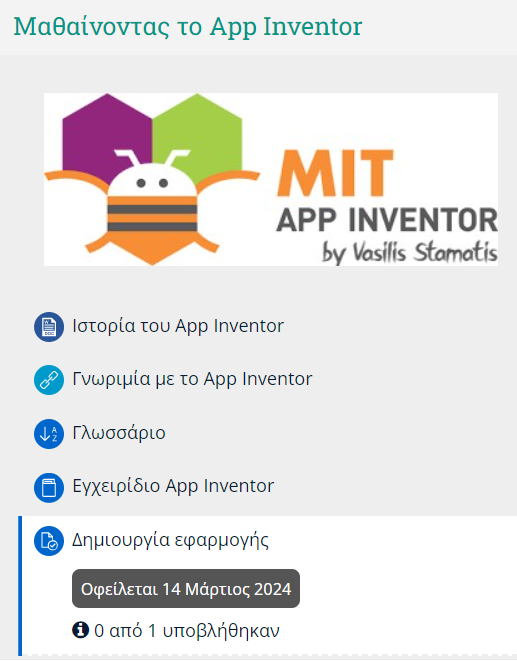 Μαθαίνοντας το App Inventor
MIT
APP INVENTOR
by Vasilis Stamatis
DOC
Ιστορία του App Inventor
Γνωριμία με το App Inventor
A
Z
Γλωσσάριο
Εγχειρίδιο App Inventor
Δημιουργία εφαρμογής
Οφείλεται 14 Μάρτιος 2024
0 από 1 υποβλήθηκαν